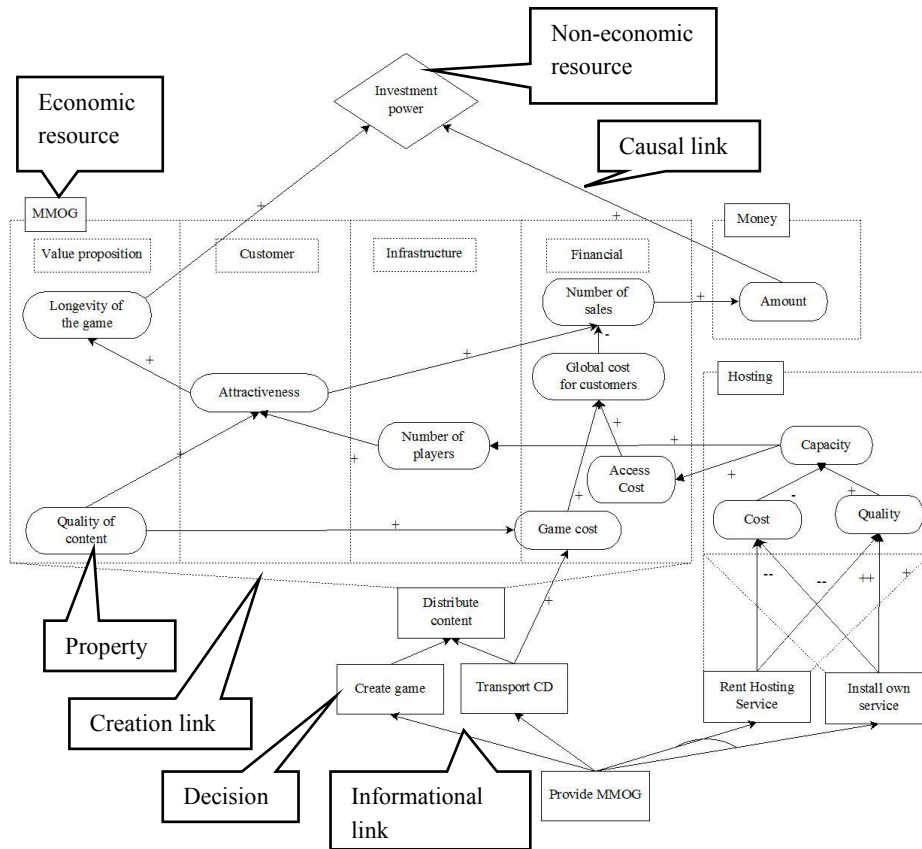 Non-economic
resource
Economic
resource
Investment
power
Causal link
+
+
MMOG
Money
Value proposition
Customer
Infrastructure
Financial
Longevity of
the game
Number of
sales
+
Amount
+
+
-
Attractiveness
Global cost
for customers
Hosting
+
Number of
players
+
Capacity
+
+
Access
Cost
+
+
-
+
Quality of
content
+
Game cost
Cost
Quality
--
--
++
+
Distribute
content
+
Property
Create game
Transport CD
Rent Hosting
Service
Install own
service
Creation link
Decision
Informational
link
Provide MMOG